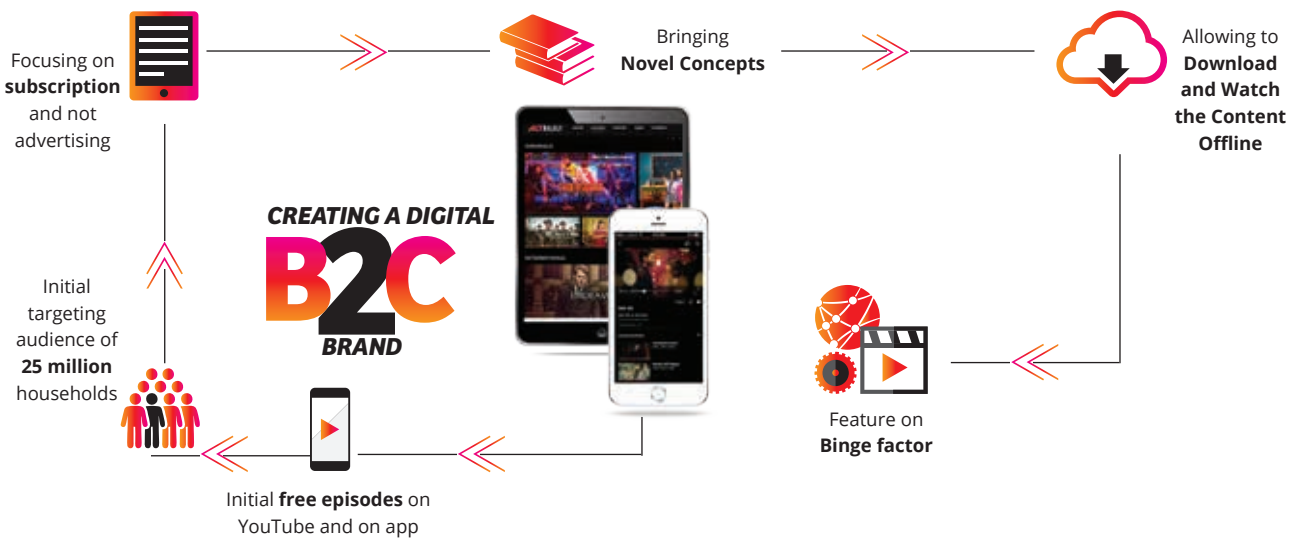 Focusing on
subscription
and not
advertising
Bringing
Novel Concepts
Allowing to
Download
and Watch
the Content
Offline
CREATING A DIGITAL
B2C
BRAND
Initial
targeting
audience of
25 million
households
Feature on
Binge factor
Initial free episodes on
YouTube and on app